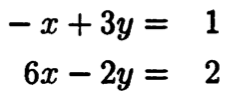 − x + 3y = 1
6x − 2y = 2